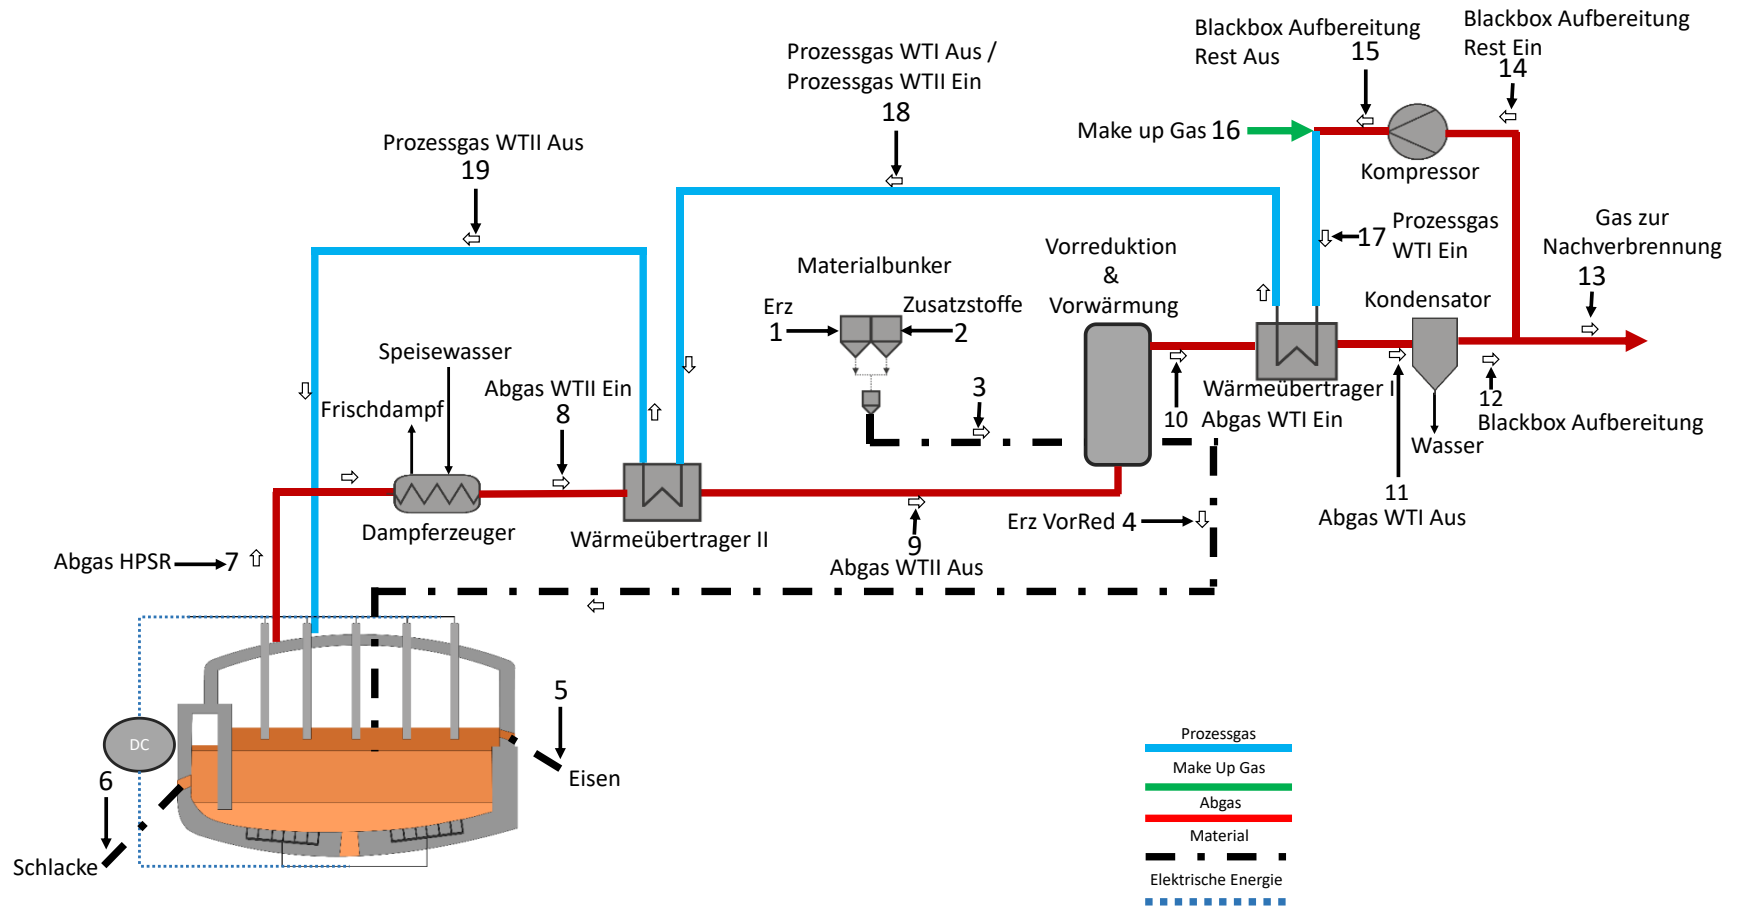 Blackbox Aufbereitung
Rest Aus
15
Blackbox Aufbereitung
Rest Ein
14
Prozessgas WTI Aus /
Prozessgas WTII Ein
18
Make up Gas 16
Kompressor
Prozessgas WTII Aus
19
17 Prozessgas
WTI Ein
Gas zur
Nachverbrennung
13
Vorreduktion
&
Vorwärmung
Materialbunker
Erz
1
Zusatzstoffe
2
Kondensator
Speisewasser
Frischdampf
Abgas WTII Ein
8
3
Wärmeübertrager I
10 Abgas WTI Ein
12
Blackbox Aufbereitung
Wasser
11
Abgas WTI Aus
Dampferzeuger
Wärmeübertrager II
9
Abgas WTII Aus
Erz VorRed 4
Abgas HPSR 7
DC
5
Eisen
6
Schlacke
Prozessgas
Make Up Gas
Abgas
Material
Elektrische Energie